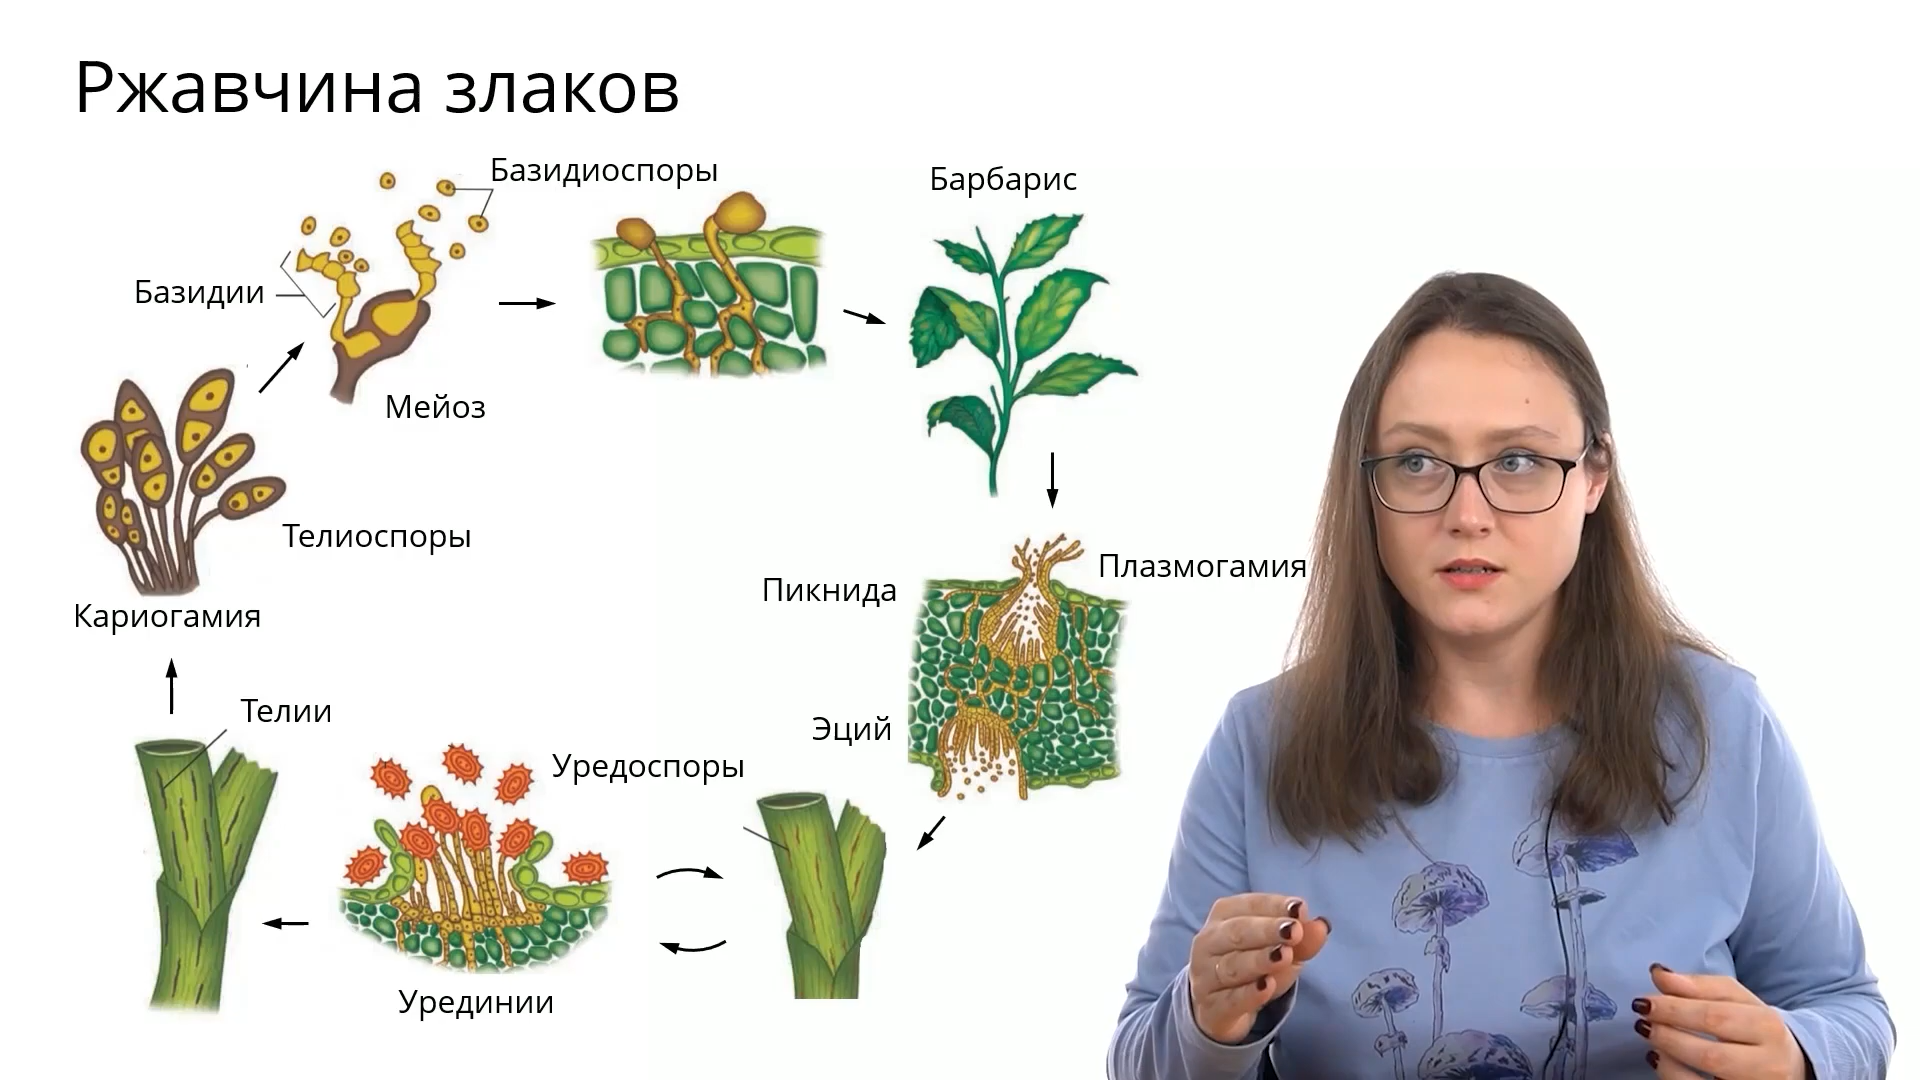 Ржавчина злаков
Базидиоспоры
Барбарис
Базидии
Мейоз
Телиоспоры
Плазмогамия
Пикнида
Кариогамия
Телии
Эций
Уредоспоры
Урединии